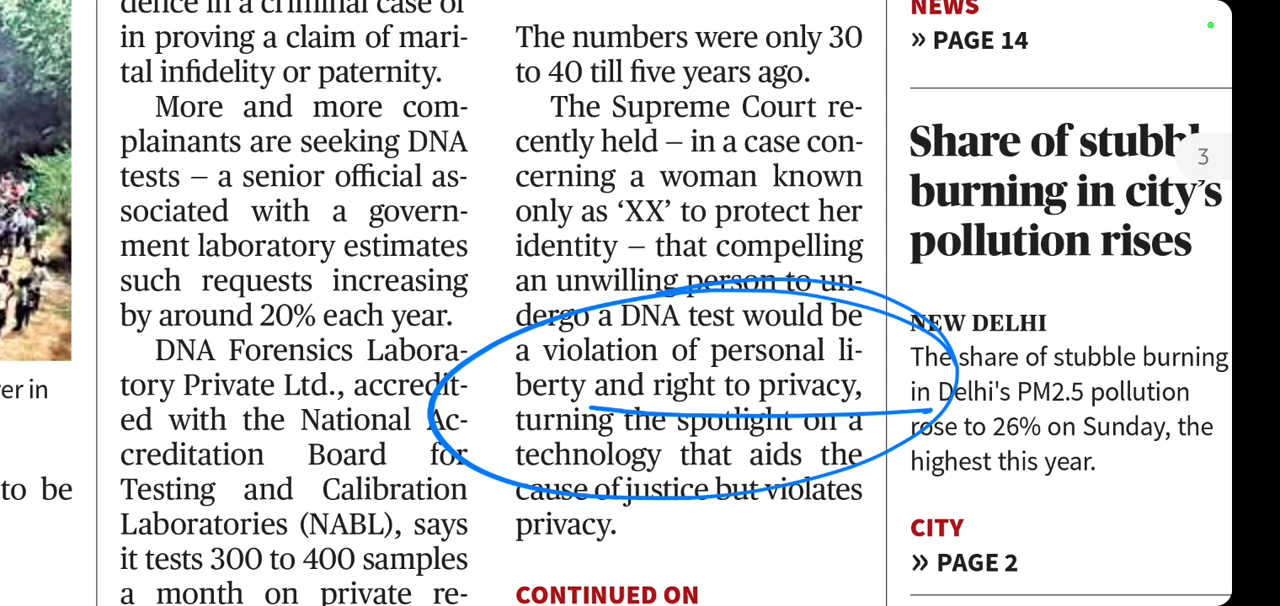 dence in a criminal case or
in proving a claim of mari-
tal infidelity or paternity.
More and more com-
plainants are seeking DNA
tests – a senior official as-
sociated with a govern-
ment laboratory estimates
such requests increasing
by around 20% each year.
DNA Forensics Labora-
tory Private Ltd., accredit-
ed with the National Ac-
creditation Board for
Testing and Calibration
Laboratories (NABL), says
it tests 300 to 400 samples
a month on private re-
The numbers were only 30
to 40 till five years ago.
The Supreme Court re-
cently held – in a case con-
cerning a woman known
only as ‘XX’ to protect her
identity – that compelling
an unwilling person to un-
dergo a DNA test would be
a violation of personal li-
berty and right to privacy,
turning the spotlight on a
technology that aids the
cause of justice but violates
privacy.
CONTINUED ON
NEWS
» PAGE 14
Share of stubbl
burning in city’s
pollution rises
3
NEW DELHI
The share of stubble burning
in Delhi's PM2.5 pollution
rose to 26% on Sunday, the
highest this year.
CITY
» PAGE 2
er in
to be